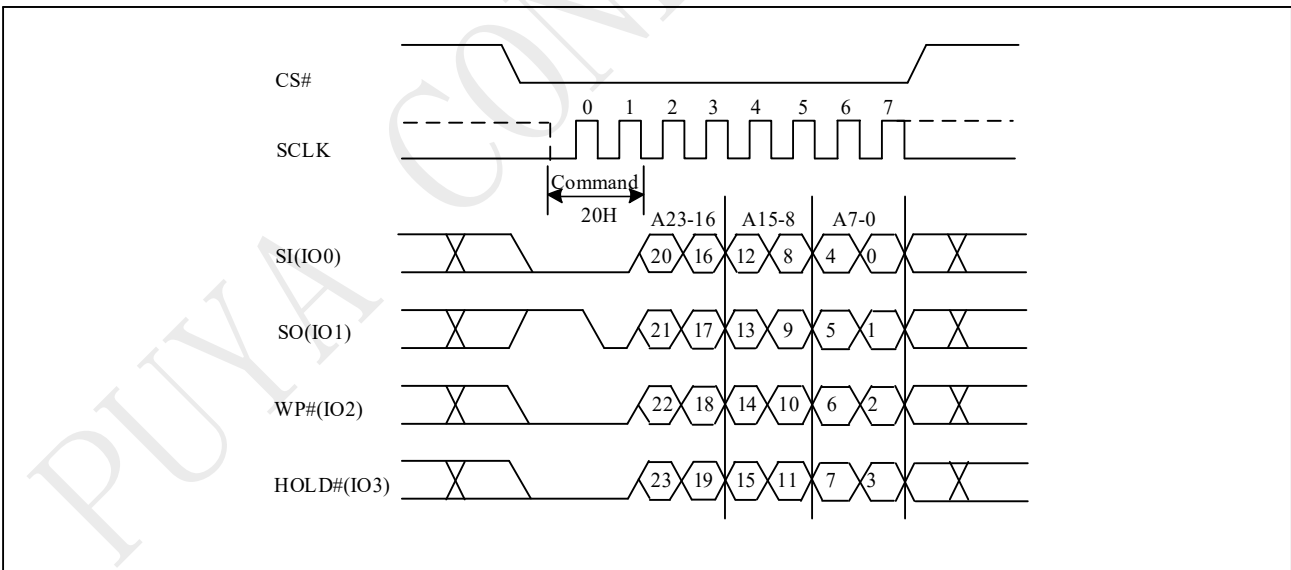 PUYA CON
CS#
0 1 2 3 4 5 6 7
SCLK
Command
20H
A23-16 A15-8 A7-0
SI(IO0) 20 16 12 8 4 0
SO(IO1) 21 17 13 9 5 1
WP#(IO2) 22 18 14 10 6 2
HOLD#(IO3) 23 19 15 11 7 3